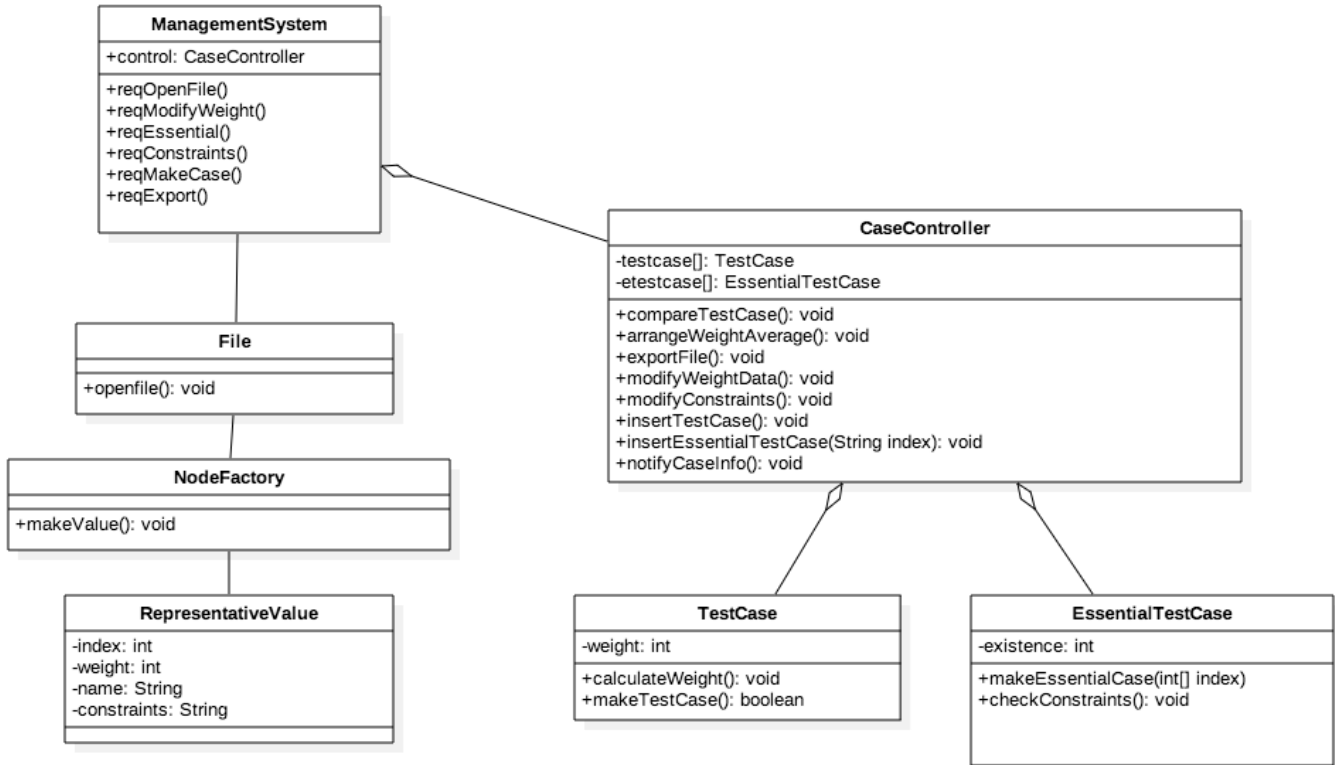 ManagementSystem
+control: CaseController
+reqOpenFile()
+reqModifyWeight()
+reqEssential()
+reqConstraints()
+reqMakeCase()
+reqExport()
CaseController
-testcase[]: TestCase
-etestcase[]: EssentialTestCase
+compareTestCase(): void
+arrangeWeightAverage(): void
+exportFile(): void
+modifyWeightData(): void
+modifyConstraints(): void
+insertTestCase(): void
+insertEssentialTestCase(String index): void
+notifyCaseInfo(): void
File
+openfile(): void
NodeFactory
+makeValue(): void
RepresentativeValue
-index: int
-weight: int
-name: String
-constraints: String
TestCase
-weight: int
+calculateWeight(): void
+makeTestCase(): boolean
EssentialTestCase
-existence: int
+makeEssentialCase(int[] index)
+checkConstraints(): void